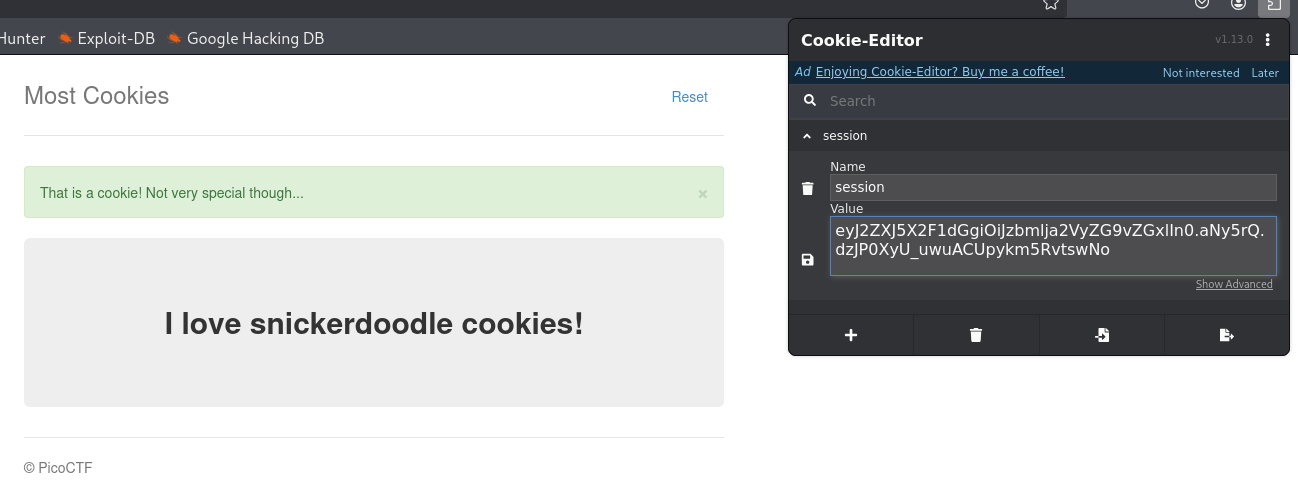 Hunter Exploit-DB Google Hacking DB
Most Cookies
Reset
That is a cookie! Not very special though...
×
I love snickerdoodle cookies!
© PicoCTF
Cookie-Editor
v1.13.0
Ad Enjoying Cookie-Editor? Buy me a coffee!
Not interested Later
Search
session
Name
session
Value
eyJ2ZXJ5X2F1dGgiOiJzbmlja2VyZG9vZGxlIn0.aNy5rQ.
dzJP0XyU_uwuACUpykm5RvtswNo
Show Advanced